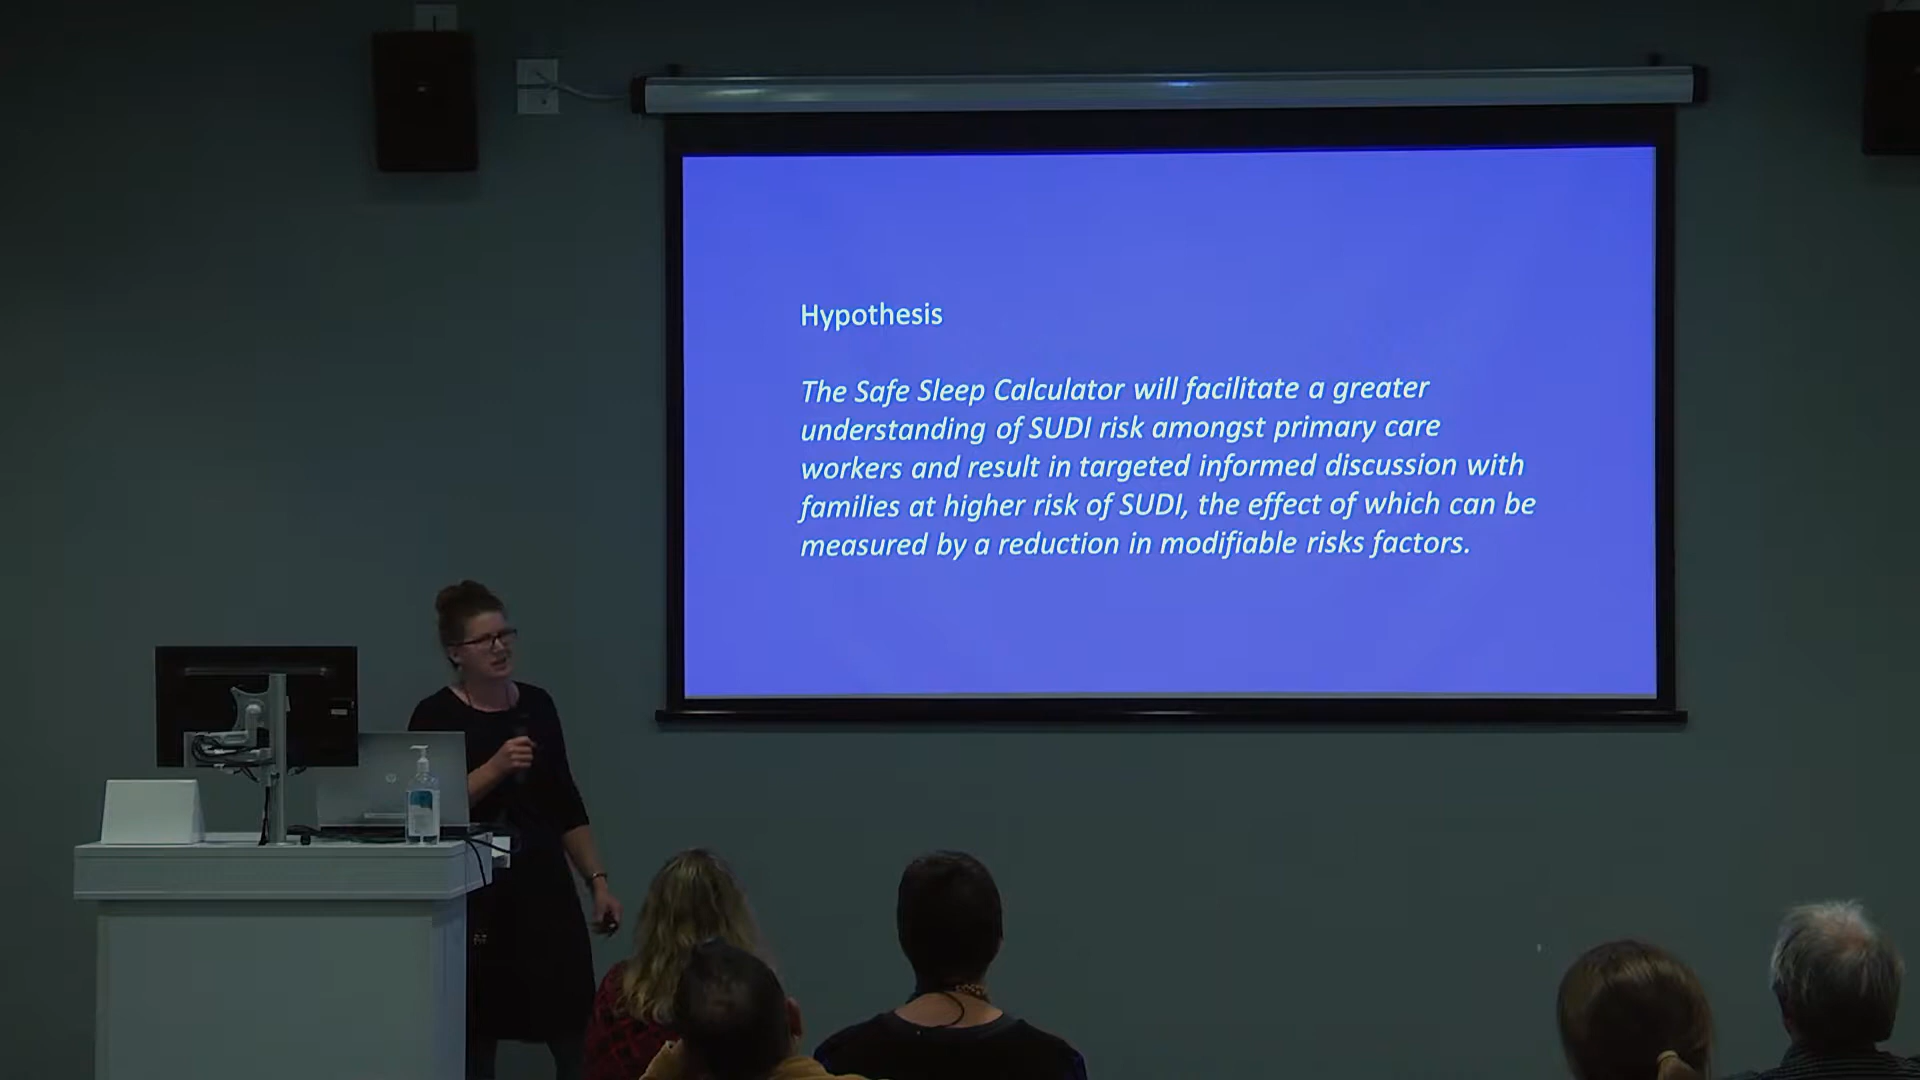 Hypothesis
The Safe Sleep Calculator will facilitate a greater
understanding of SUDI risk amongst primary care
workers and result in targeted informed discussion with
families at higher risk of SUDI, the effect of which can be
measured by a reduction in modifiable risks factors.